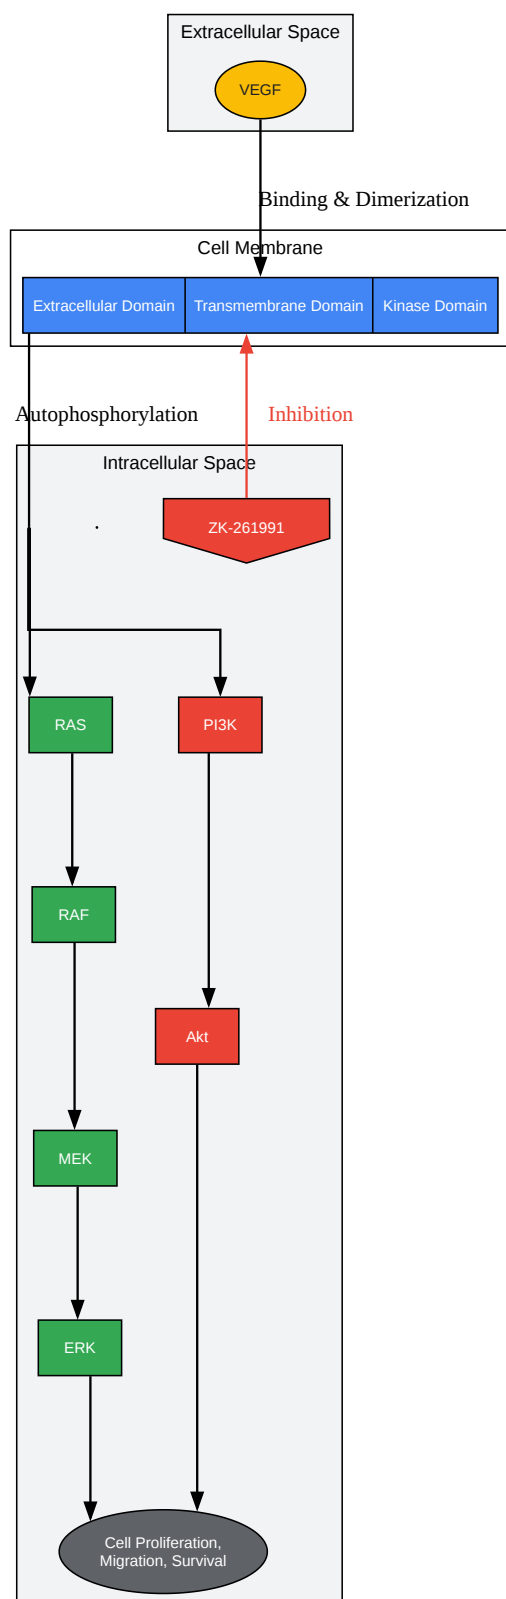 Extracellular Space
VEGF
Binding & Dimerization
Cell Membrane
Extracellular Domain
Transmembrane Domain
Kinase Domain
Autophosphorylation
Inhibition
Intracellular Space
ZK-261991
RAS
PI3K
RAF
Akt
MEK
ERK
Cell Proliferation,
Migration, Survival